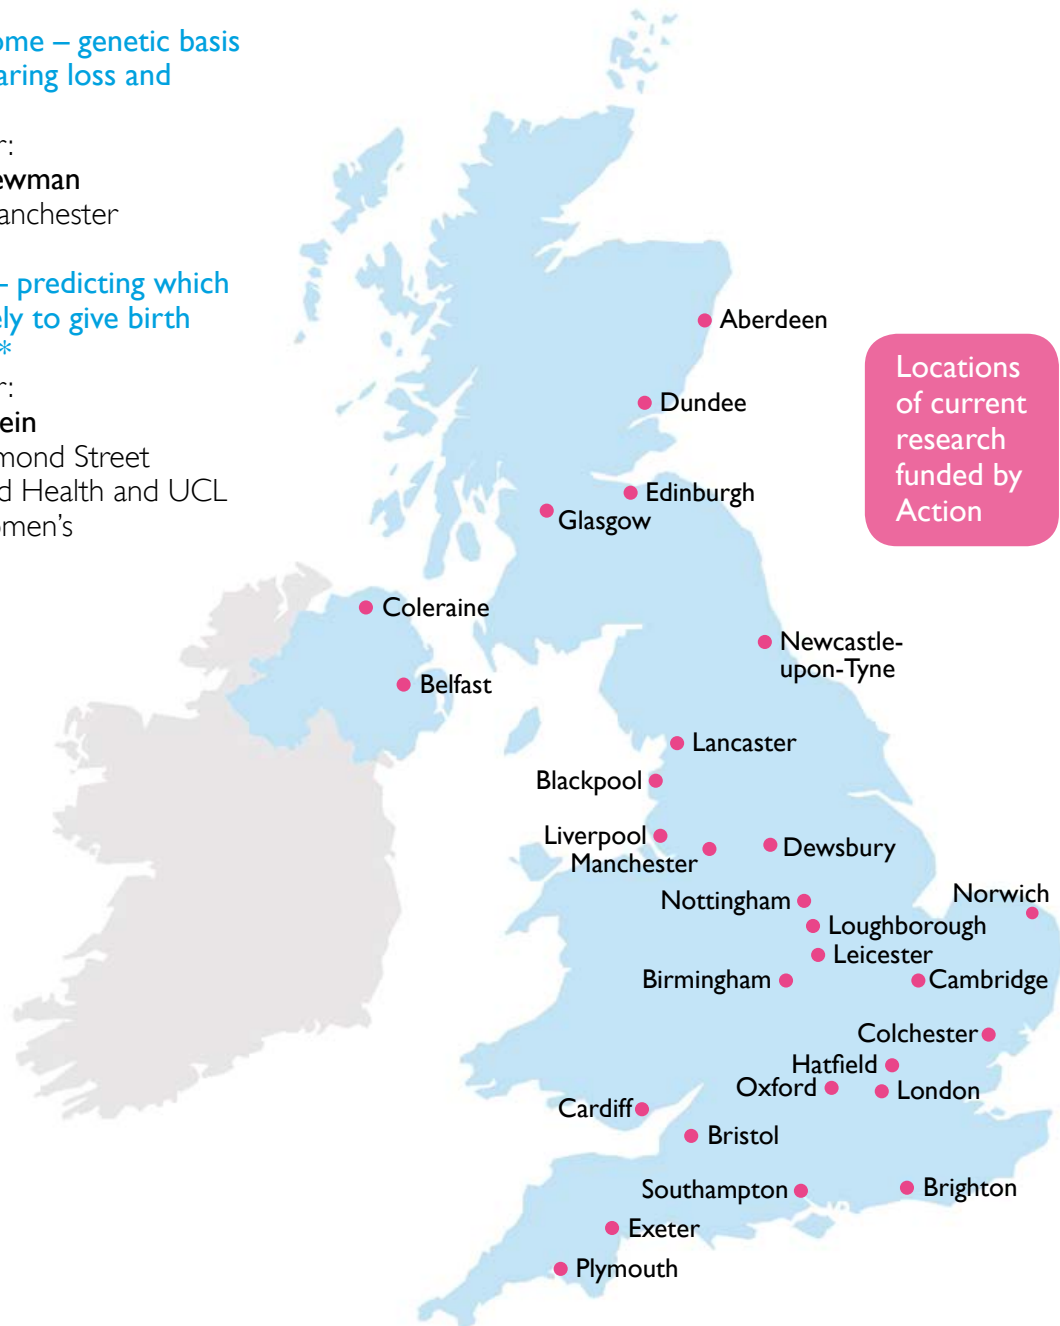 ome – genetic basis
aring loss and
r:
ewman
anchester
– predicting which
ely to give birth
*
r:
ein
mond Street
d Health and UCL
omen's
Aberdeen
Dundee
Edinburgh
Glasgow
Locations
of current
research
funded by
Action
Coleraine
Belfast
Newcastle-
upon-Tyne
Lancaster
Blackpool
Liverpool
Manchester
Dewsbury
Nottingham
Norwich
Loughborough
Leicester
Birmingham
Cambridge
Colchester
Hatfield
Oxford
London
Cardiff
Bristol
Southampton
Brighton
Exeter
Plymouth